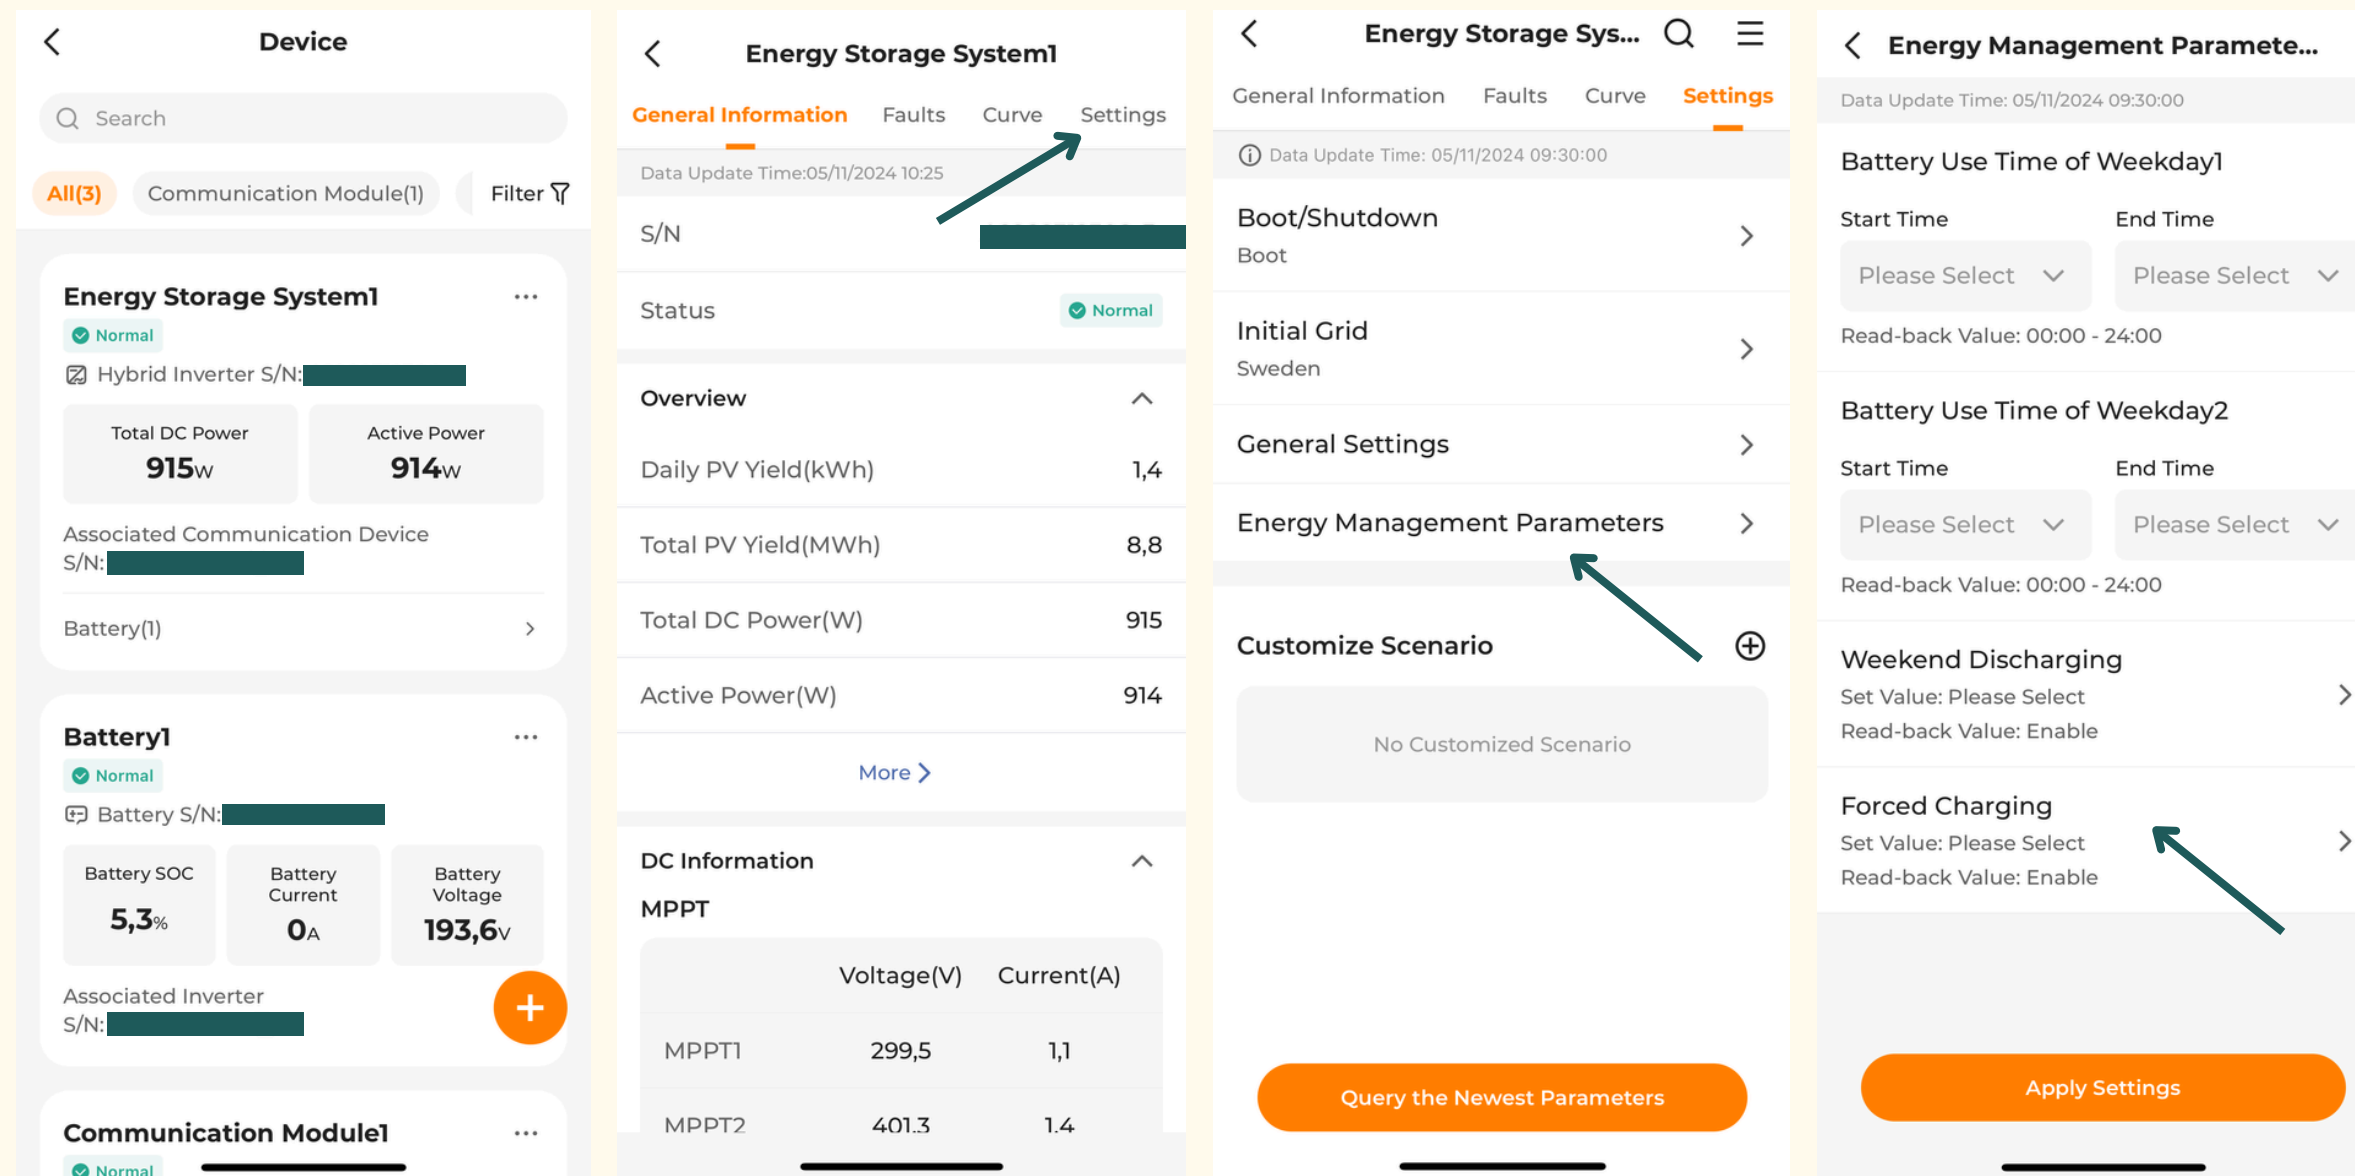 Device
Search
All(3)
Communication Module(1)
Filter
Energy Storage System1
Normal
Hybrid Inverter S/N:
Total DC Power
915W
Active Power
914W
Associated Communication Device
S/N:
Battery(1)
Battery1
Normal
Battery S/N:
Battery SOC
5,3%
Battery
Current
0A
Battery
Voltage
193,6V
Associated Inverter
S/N:
+
Communication Module1
Normal
Energy Storage System1
General Information Faults Curve Settings
Data Update Time:05/11/2024 10:25
S/N
Status Normal
Overview
Daily PV Yield(kWh) 1,4
Total PV Yield(MWh) 8,8
Total DC Power(W) 915
Active Power(W) 914
More
DC Information
MPPT
Voltage(V) Current(A)
MPPT1 299,5 1,1
MPPT2 401,3 1,4
Energy Storage Sys...
General Information Faults Curve Settings
Data Update Time: 05/11/2024 09:30:00
Boot/Shutdown
Boot
Initial Grid
Sweden
General Settings
Energy Management Parameters
Customize Scenario
No Customized Scenario
Query the Newest Parameters
Energy Management Paramete...
Data Update Time: 05/11/2024 09:30:00
Battery Use Time of Weekday1
Start Time End Time
Please Select Please Select
Read-back Value: 00:00 - 24:00
Battery Use Time of Weekday2
Start Time End Time
Please Select Please Select
Read-back Value: 00:00 - 24:00
Weekend Discharging
Set Value: Please Select
Read-back Value: Enable
Forced Charging
Set Value: Please Select
Read-back Value: Enable
Apply Settings